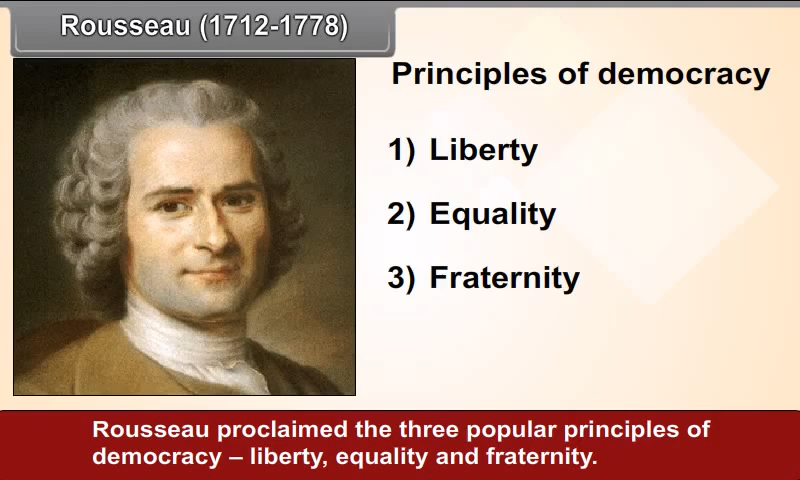 Rousseau (1712-1778)
Principles of democracy
1) Liberty
2) Equality
3) Fraternity
Rousseau proclaimed the three popular principles of
democracy – liberty, equality and fraternity.